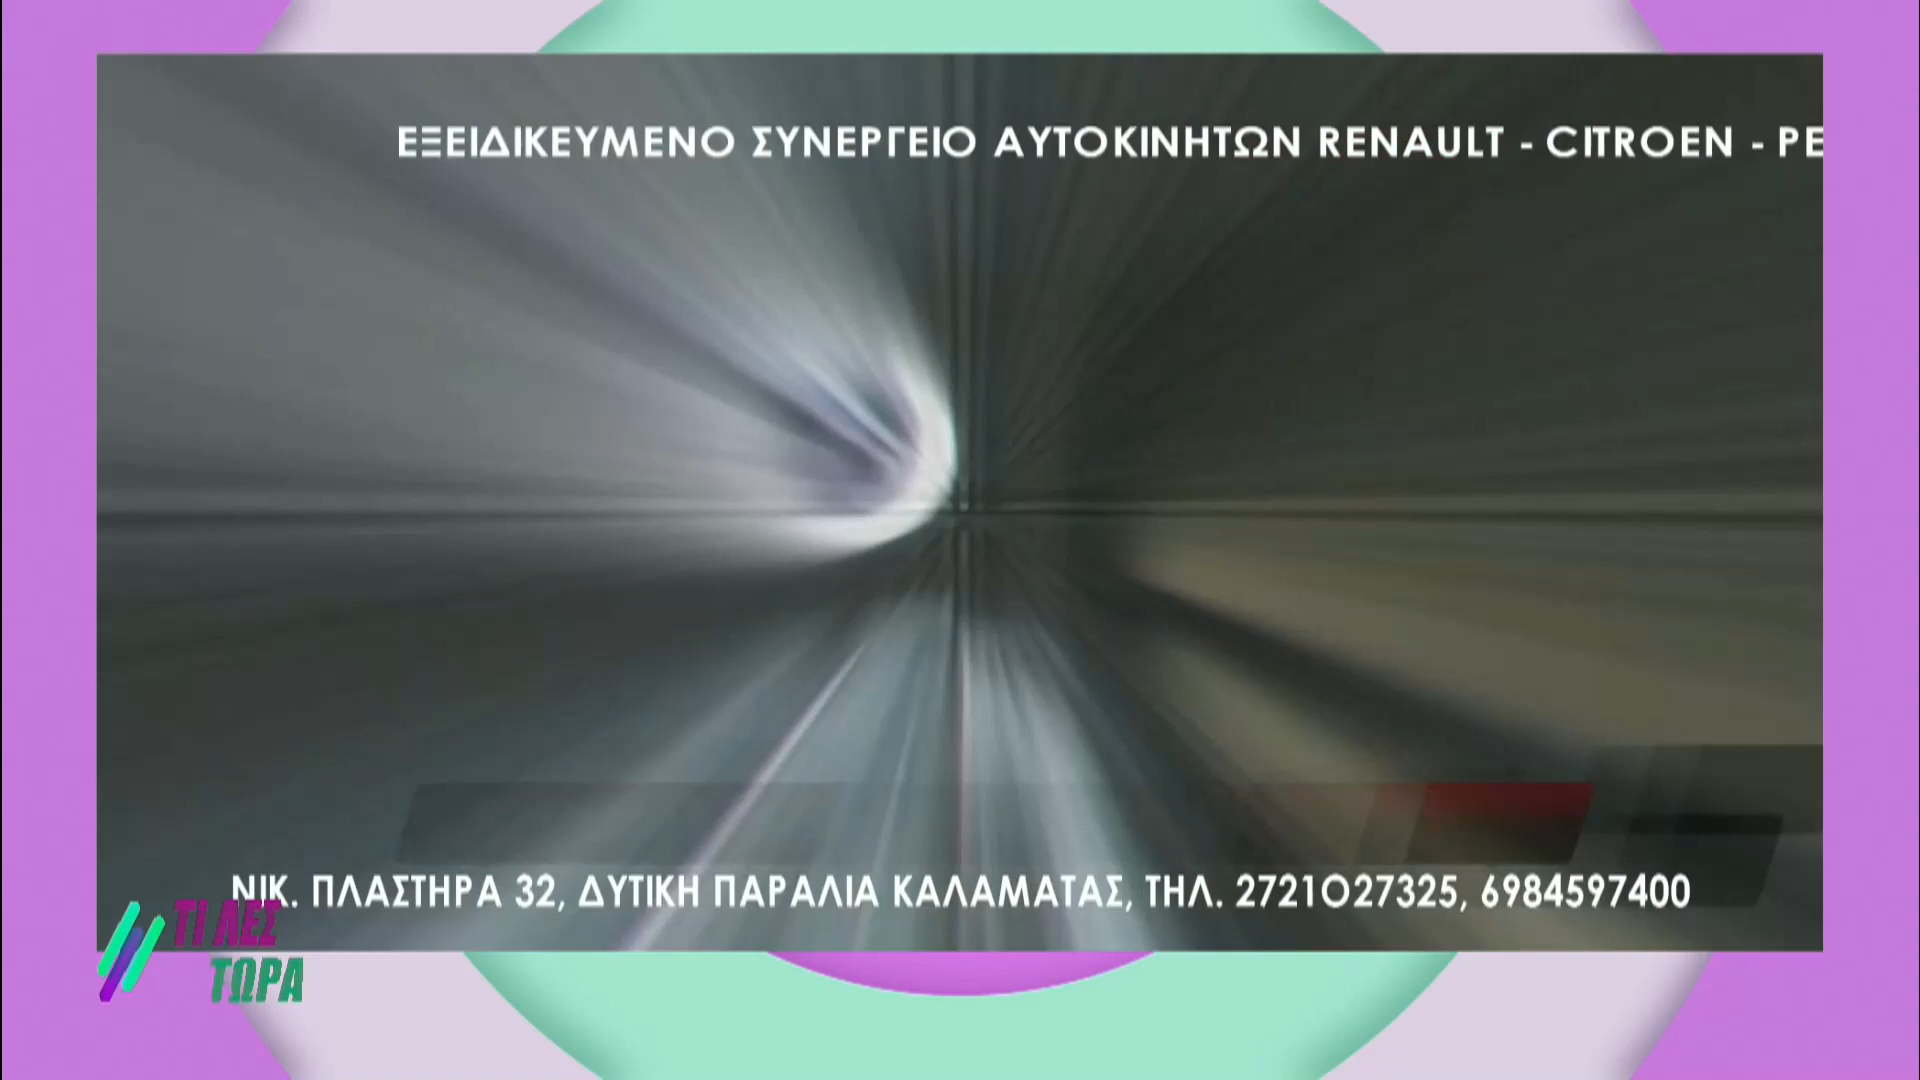 ΕΞΕΙΔΙΚΕΥΜΕΝΟ ΣΥΝΕΡΓΕΙΟ ΑΥΤΟΚΙΝΗΤΩΝ RENAULT - CITROEN - PE
ΝΙΚ. ΠΛΑΣΤΗΡΑ 32, ΔΥΤΙΚΗ ΠΑΡΑΛΙΑ ΚΑΛΑΜΑΤΑΣ, ΤΗΛ. 2721027325, 6984597400
ΤΙ ΛΕΣ
ΤΩΡΑ